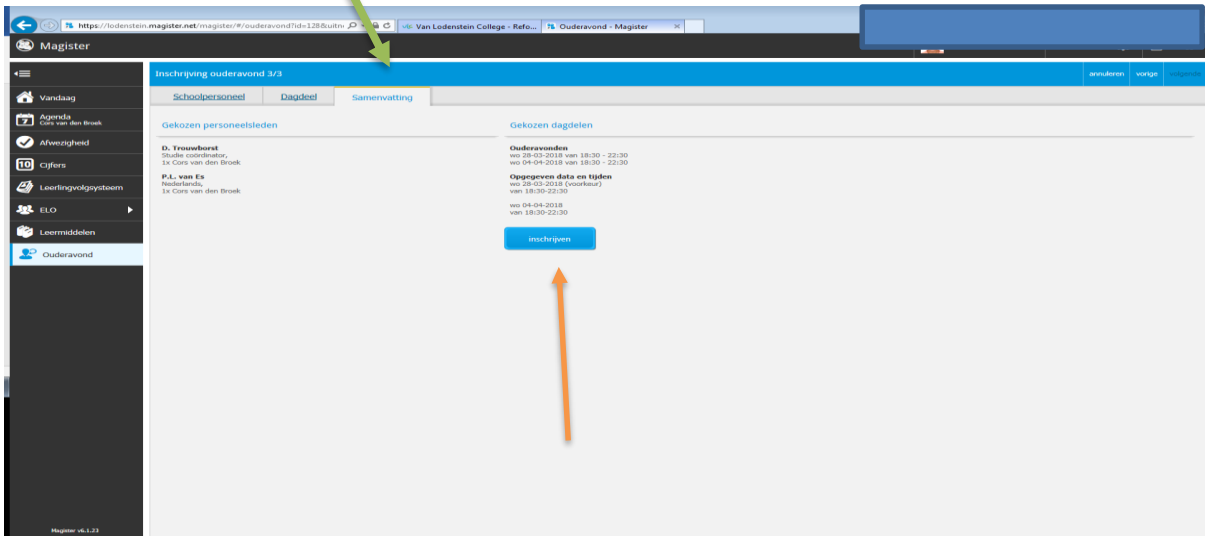 https://lodenstein.magister.net/magister/#/ouderavond?id=128&uitn
Van Lodenstein College - Refo...
Ouderavond - Magister
Magister
Inschrijving ouderavond 3/3
annuleren
vorige
volgende
Vandaag
Agenda
Cors van den Broek
Afwezigheid
Cijfers
Leerlingvolgsysteem
ELO
Leermiddelen
Ouderavond
Schoolpersoneel
Dagdeel
Samenvatting
Gekozen personeelsleden
D. Trouwborst
Studie coördinator,
1x Cors van den Broek
P.L. van Es
Nederlands,
1x Cors van den Broek
Gekozen dagdelen
Ouderavonden
wo 28-03-2018 van 18:30 - 22:30
wo 04-04-2018 van 18:30 - 22:30
Opgegeven data en tijden
wo 28-03-2018 (voorkeur)
van 18:30-22:30
wo 04-04-2018
van 18:30-22:30
inschrijven
7
10
Magister v6.1.23